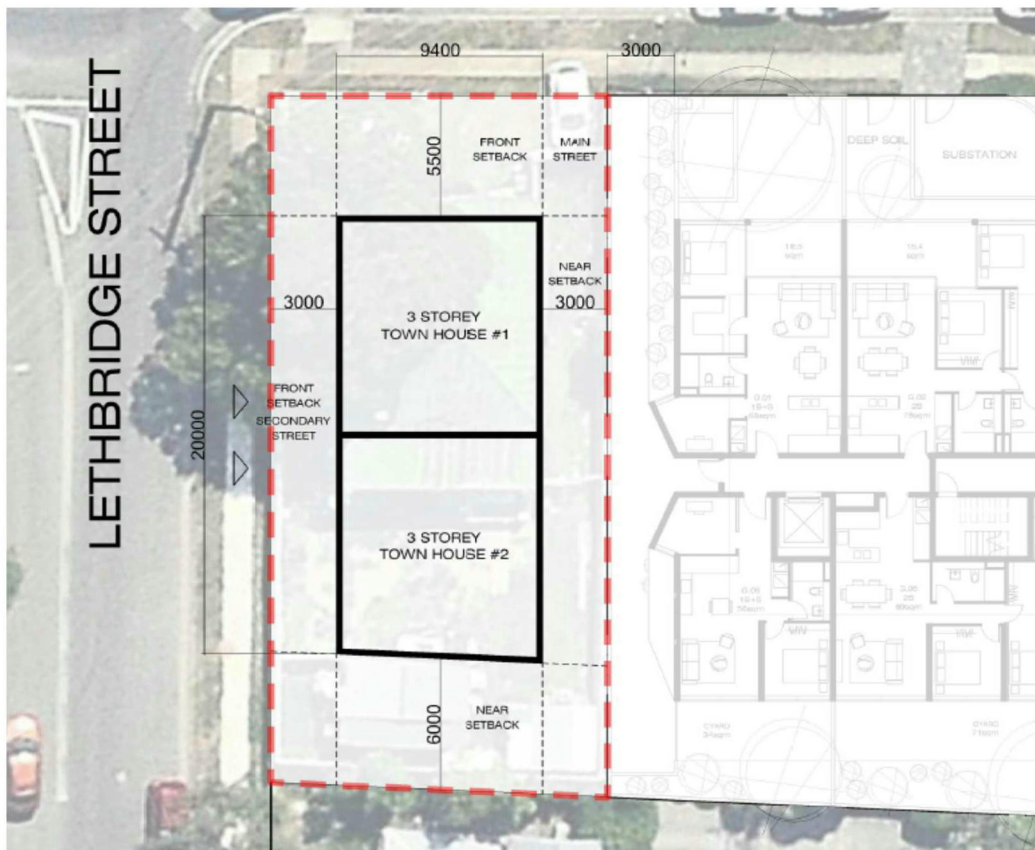 9400
3000
LETHBRIDGE STREET
5500
FRONT
SETBACK
MAIN
STREET
DEEP SOIL
SUBSTATION
NEAR
SETBACK
3000
3000
3 STOREY
TOWN HOUSE #1
20000
FRONT
SETBACK
SECONDARY
STREET
3 STOREY
TOWN HOUSE #2
6000
NEAR
SETBACK